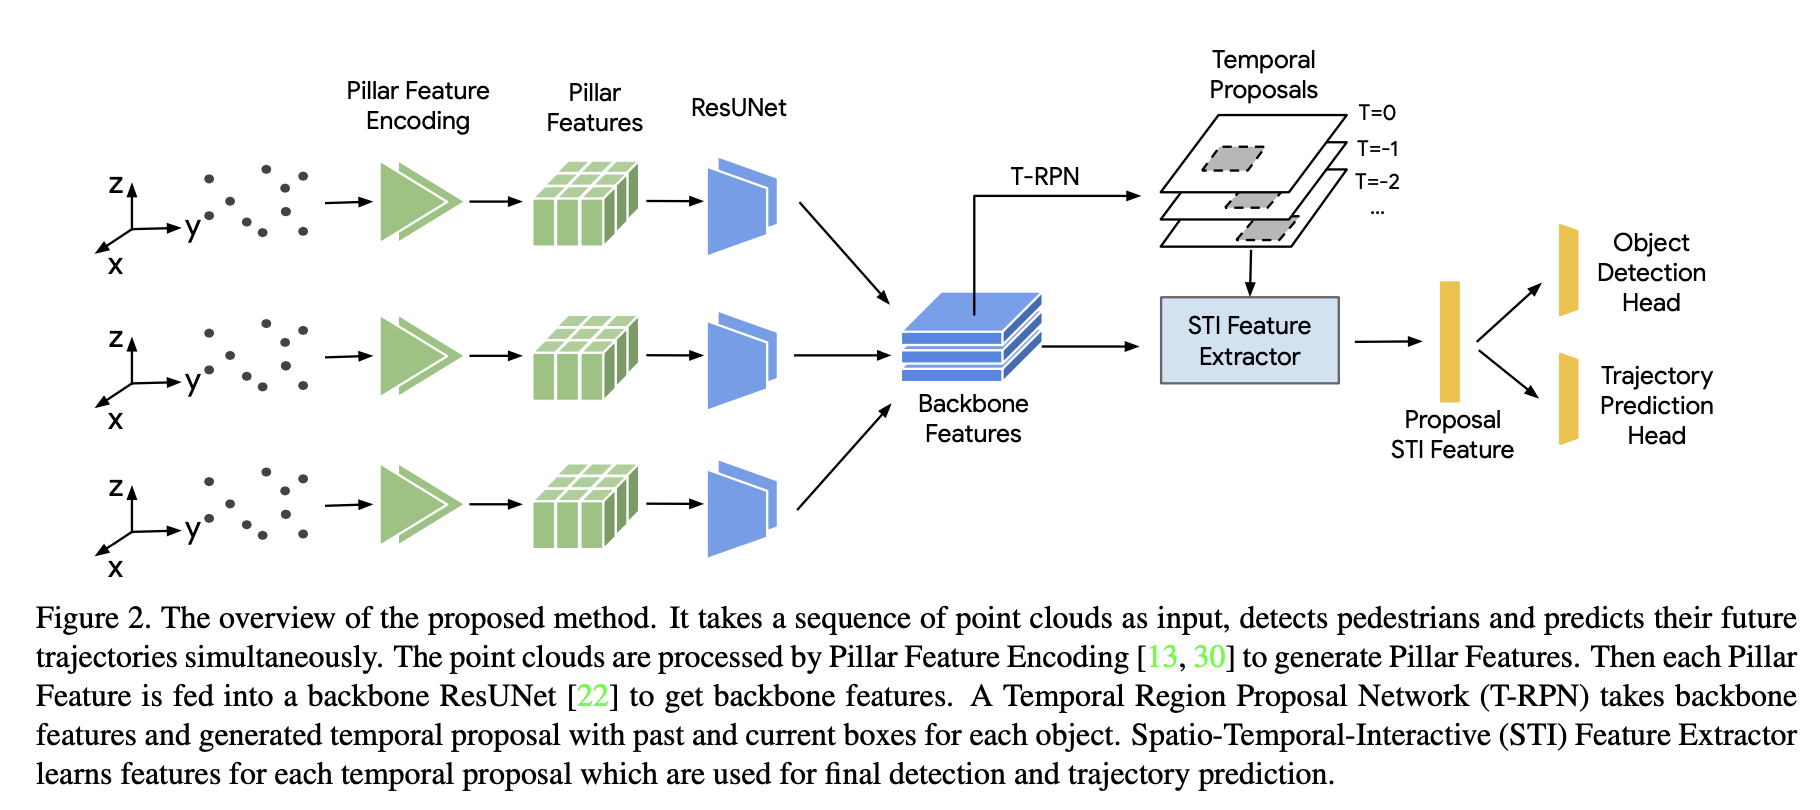 Temporal
Proposals
Pillar Feature
Encoding
Pillar
Features
ResUNet
T=0
T=-1
T=-2
...
T-RPN
z
y
x
z
y
x
z
y
x
Backbone
Features
STI Feature
Extractor
Proposal
STI Feature
Object
Detection
Head
Trajectory
Prediction
Head
Figure 2. The overview of the proposed method. It takes a sequence of point clouds as input, detects pedestrians and predicts their future
trajectories simultaneously. The point clouds are processed by Pillar Feature Encoding [13, 30] to generate Pillar Features. Then each Pillar
Feature is fed into a backbone ResUNet [22] to get backbone features. A Temporal Region Proposal Network (T-RPN) takes backbone
features and generated temporal proposal with past and current boxes for each object. Spatio-Temporal-Interactive (STI) Feature Extractor
learns features for each temporal proposal which are used for final detection and trajectory prediction.